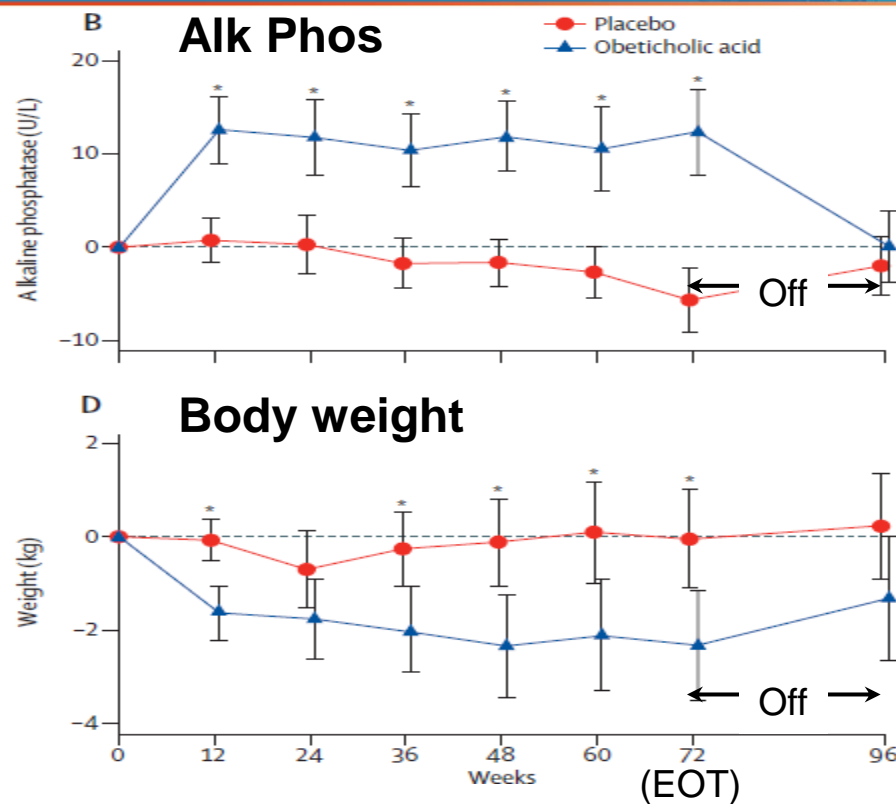 B
Alk Phos
Placebo
Obeticholic acid
Alkaline phosphatase (U/L)
20
10
0
−10
* * * * * *
Off
D
Body weight
Weight (kg)
2
0
−2
−4
* * * * *
Off
0 12 24 36 48 60 72 96
Weeks
(EOT)